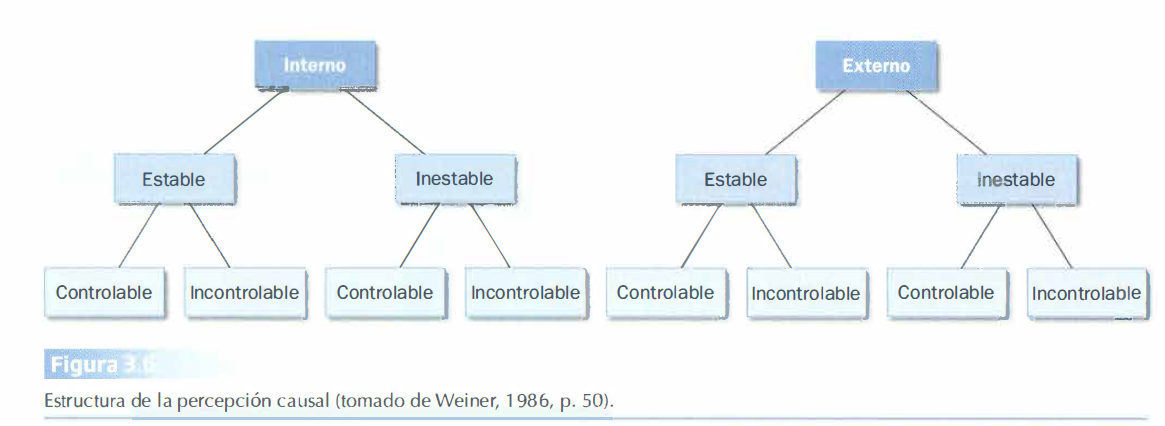 Interno Externo
Estable Inestable Estable Inestable
Controlable Incontrolable Controlable Incontrolable Controlable Incontrolable Controlable Incontrolable
Figura 3.6
Estructura de la percepción causal (tomado de Weiner, 1986, p. 50).